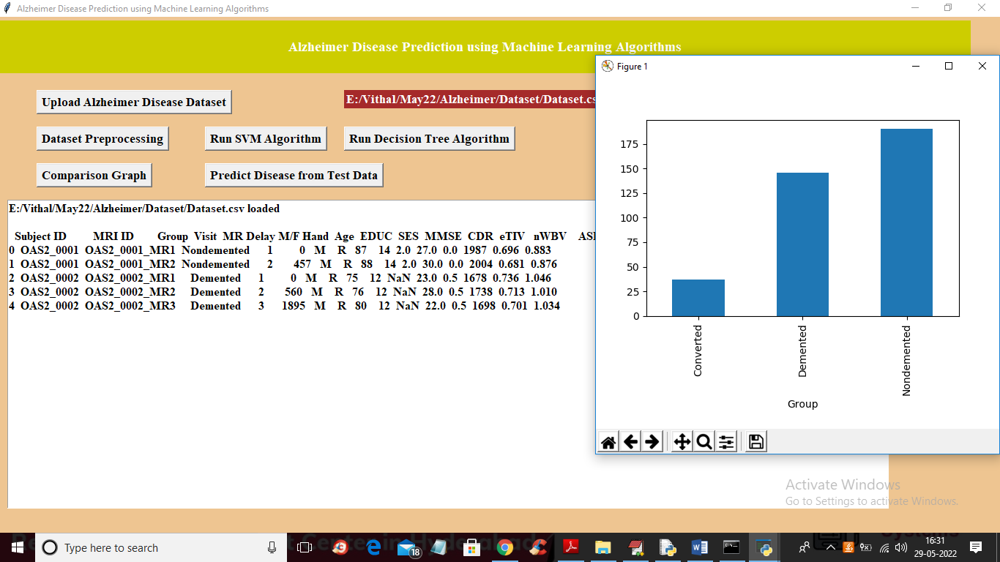 Alzheimer Disease Prediction using Machine Learning Algorithms
Alzheimer Disease Prediction using Machine Learning Algorithms
Upload Alzheimer Disease Dataset
E:/Vithal/May22/Alzheimer/Dataset/Dataset.cs
Dataset Preprocessing
Run SVM Algorithm
Run Decision Tree Algorithm
Comparison Graph
Predict Disease from Test Data
E:/Vithal/May22/Alzheimer/Dataset/Dataset.csv loaded
Subject ID MRI ID Group Visit MR Delay M/F Hand Age EDUC SES MMSE CDR eTIV nWBV
0 OAS2_0001 OAS2_0001_MR1 Nondemented 1 0 M R 87 14 2.0 27.0 0.0 1987 0.696 0.883
1 OAS2_0001 OAS2_0001_MR2 Nondemented 2 457 M R 88 14 2.0 30.0 0.0 2004 0.681 0.876
2 OAS2_0002 OAS2_0002_MR1 Demented 1 0 M R 75 12 NaN 23.0 0.5 1678 0.736 1.046
3 OAS2_0002 OAS2_0002_MR2 Demented 2 560 M R 76 12 NaN 28.0 0.5 1738 0.713 1.010
4 OAS2_0002 OAS2_0002_MR3 Demented 3 1895 M R 80 12 NaN 22.0 0.5 1698 0.701 1.034
Figure 1
175
150
125
100
75
50
25
0
Converted
Demented
Nondemented
Group
Activate Windows
Go to Settings to activate Windows.
Type here to search
18
16:31
29-05-2022